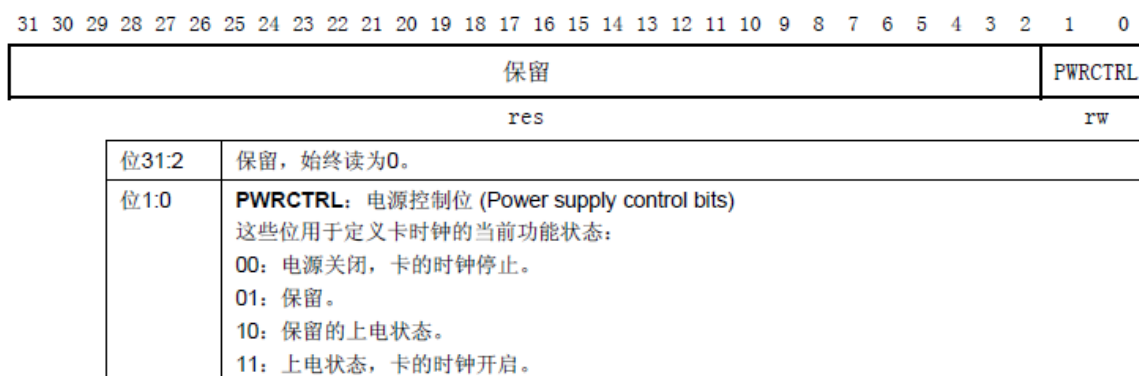 31 30 29 28 27 26 25 24 23 22 21 20 19 18 17 16 15 14 13 12 11 10 9 8 7 6 5 4 3 2 1 0
保留 PWRCTRL
res rw
位31:2 保留，始终读为0。
位1:0 PWRCTRL：电源控制位 (Power supply control bits)
这些位用于定义卡时钟的当前功能状态：
00：电源关闭，卡的时钟停止。
01：保留。
10：保留的上电状态。
11：上电状态，卡的时钟开启。